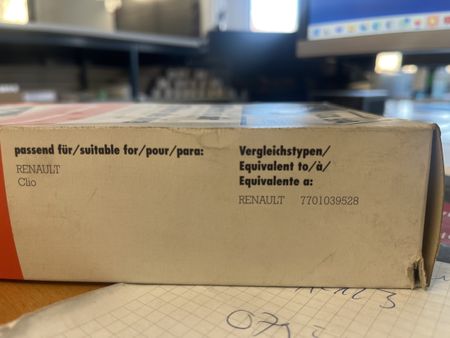 passend für/suitable for/pour/para:
RENAULT
Clio
Vergleichstypen/
Equivalent to/à/
Equivalente a:
RENAULT 7701039528